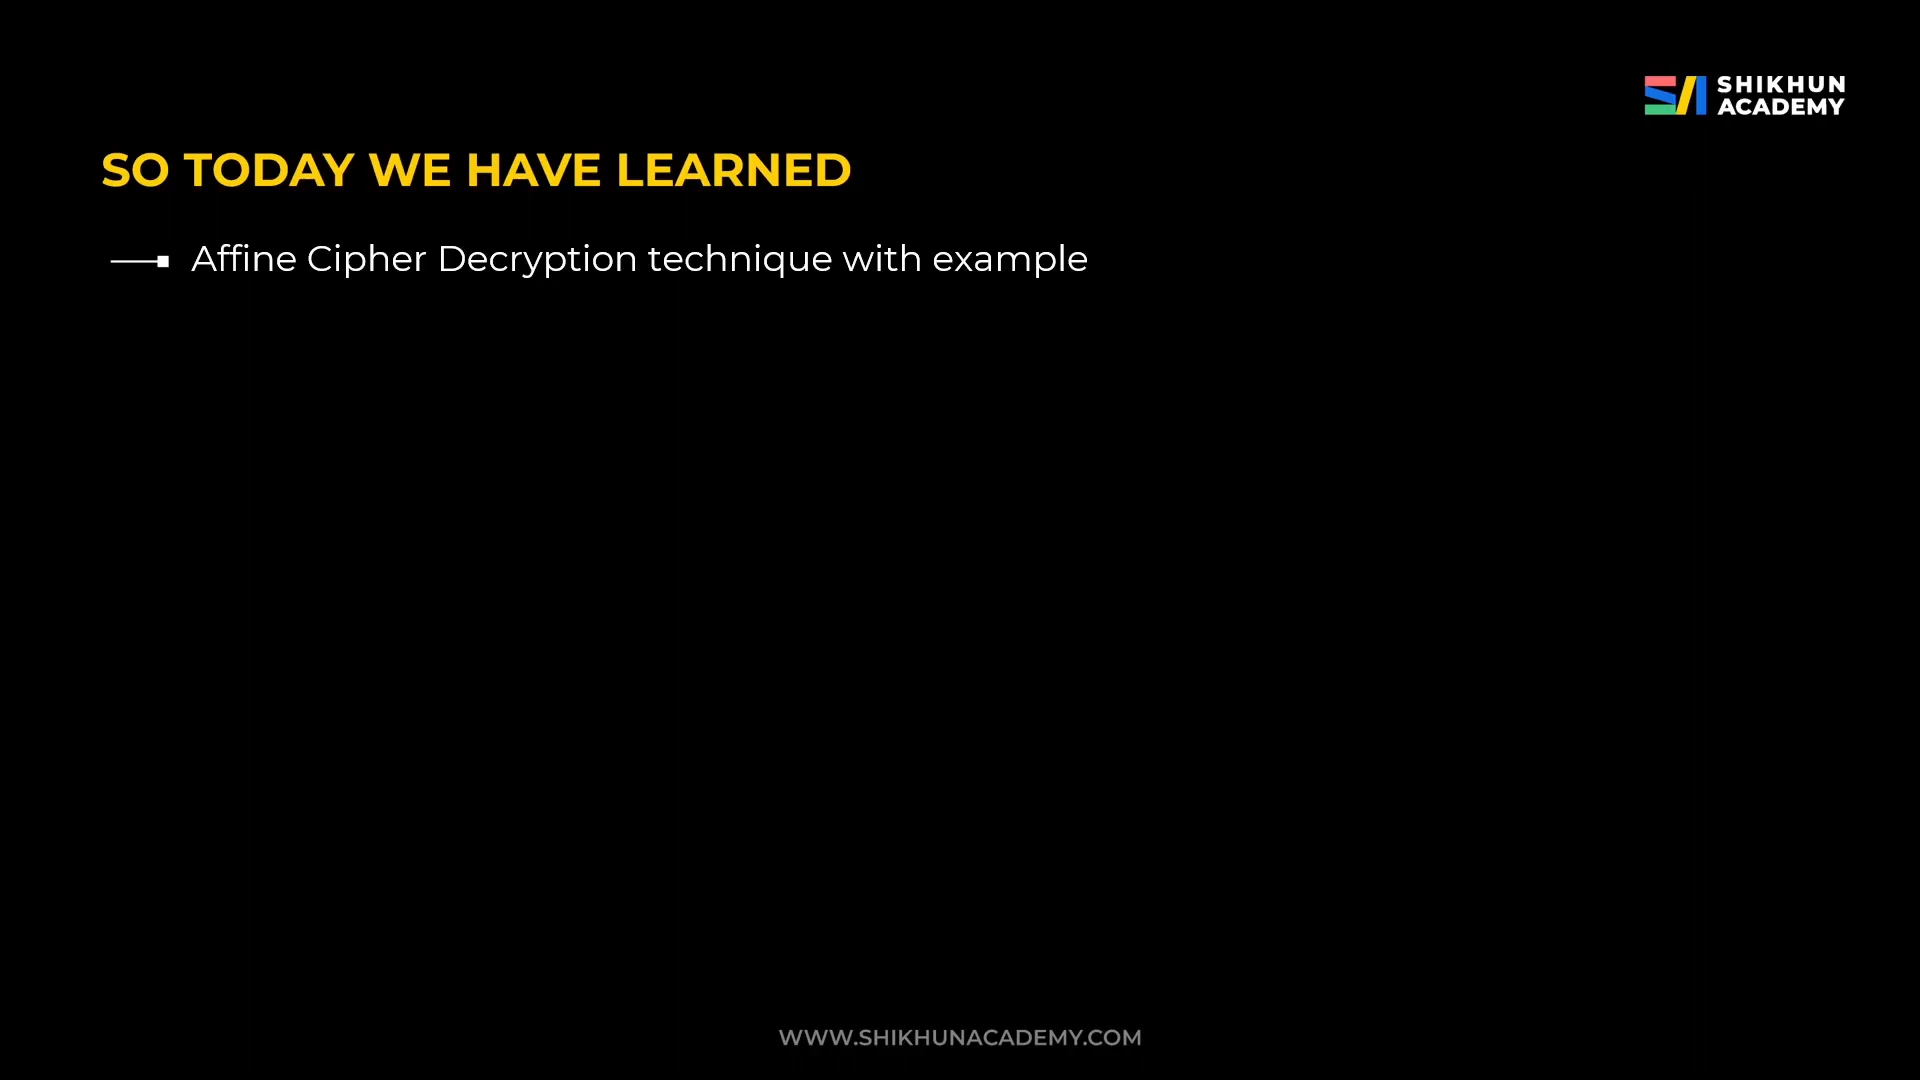 SHIKHUN
ACADEMY
SO TODAY WE HAVE LEARNED
Affine Cipher Decryption technique with example
WWW.SHIKHUNACADEMY.COM